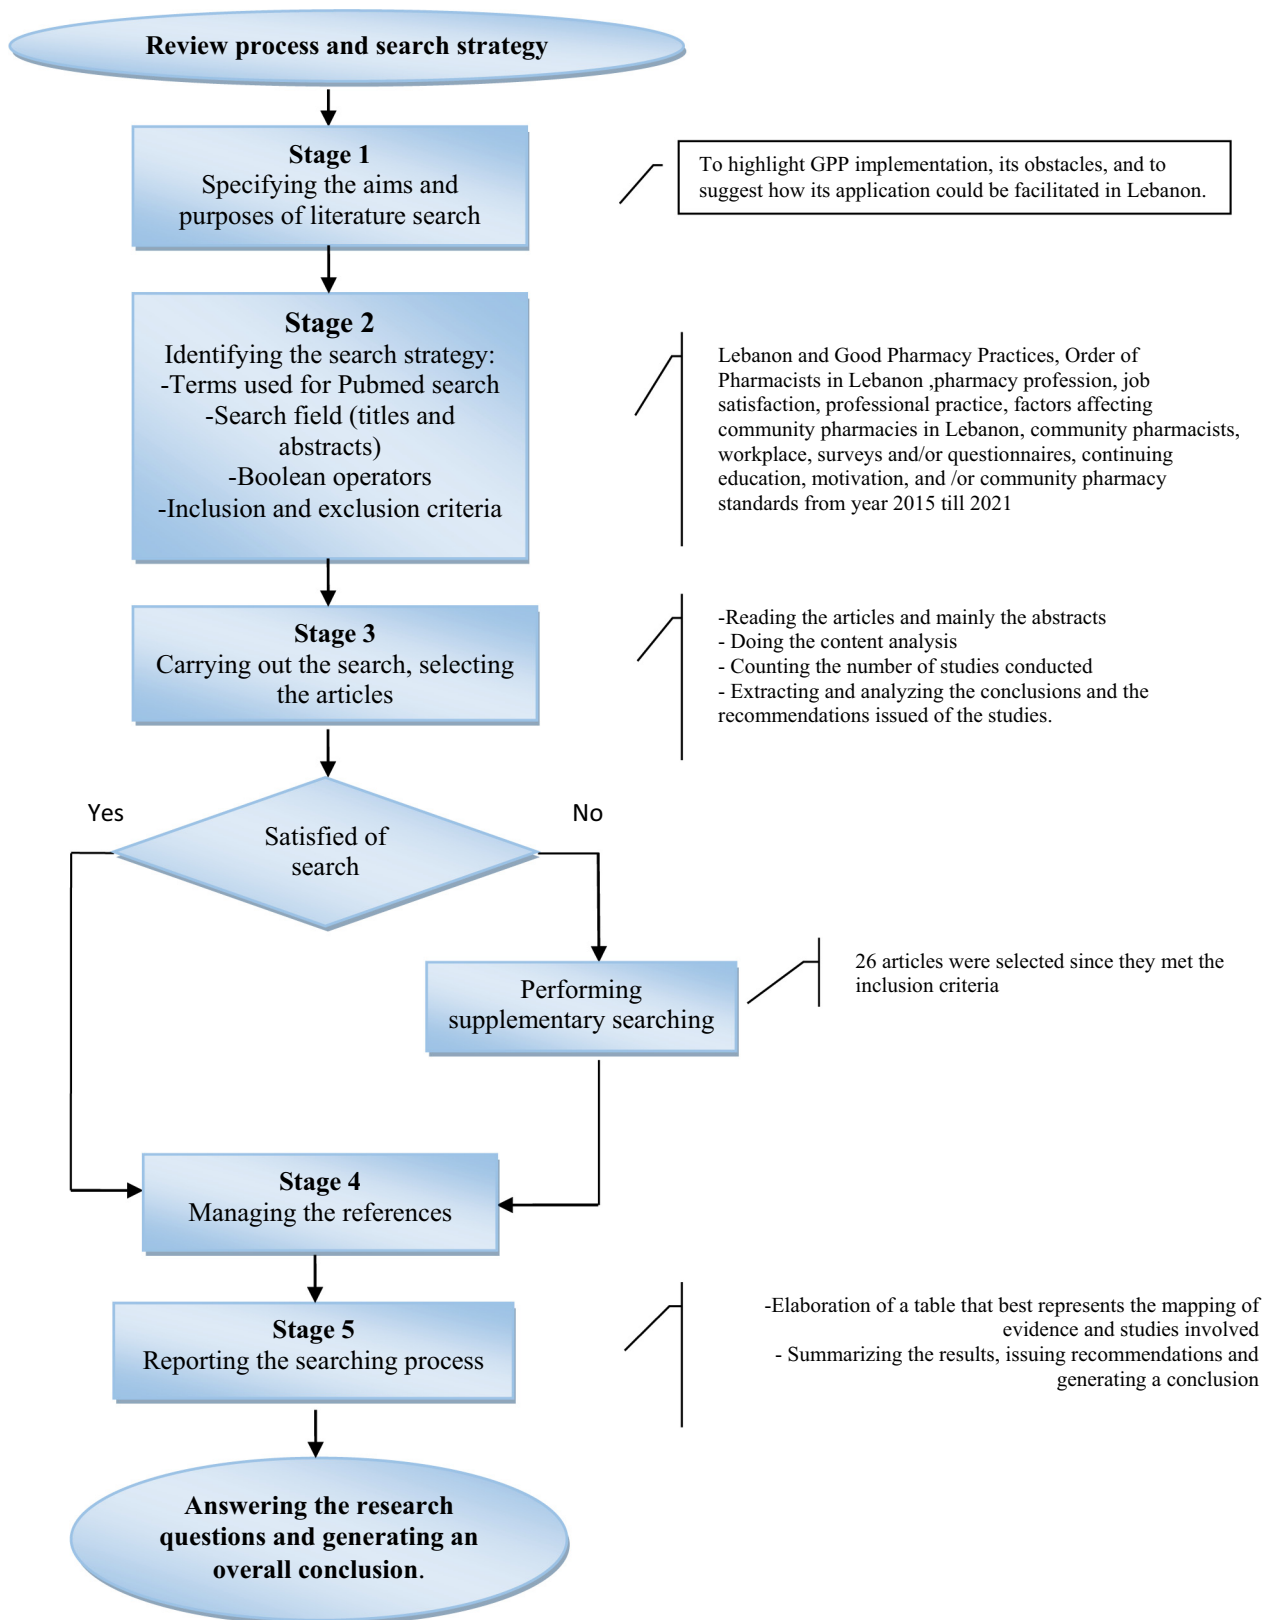 Review process and search strategy
Stage 1
Specifying the aims and
purposes of literature search
To highlight GPP implementation, its obstacles, and to
suggest how its application could be facilitated in Lebanon.
Stage 2
Identifying the search strategy:
-Terms used for Pubmed search
-Search field (titles and
abstracts)
-Boolean operators
-Inclusion and exclusion criteria
Lebanon and Good Pharmacy Practices, Order of
Pharmacists in Lebanon ,pharmacy profession, job
satisfaction, professional practice, factors affecting
community pharmacies in Lebanon, community pharmacists,
workplace, surveys and/or questionnaires, continuing
education, motivation, and /or community pharmacy
standards from year 2015 till 2021
Stage 3
Carrying out the search, selecting
the articles
-Reading the articles and mainly the abstracts
- Doing the content analysis
- Counting the number of studies conducted
- Extracting and analyzing the conclusions and the
recommendations issued of the studies.
Yes
No
Satisfied of
search
Performing
supplementary searching
26 articles were selected since they met the
inclusion criteria
Stage 4
Managing the references
Stage 5
Reporting the searching process
-Elaboration of a table that best represents the mapping of
evidence and studies involved
- Summarizing the results, issuing recommendations and
generating a conclusion
Answering the research
questions and generating an
overall conclusion.